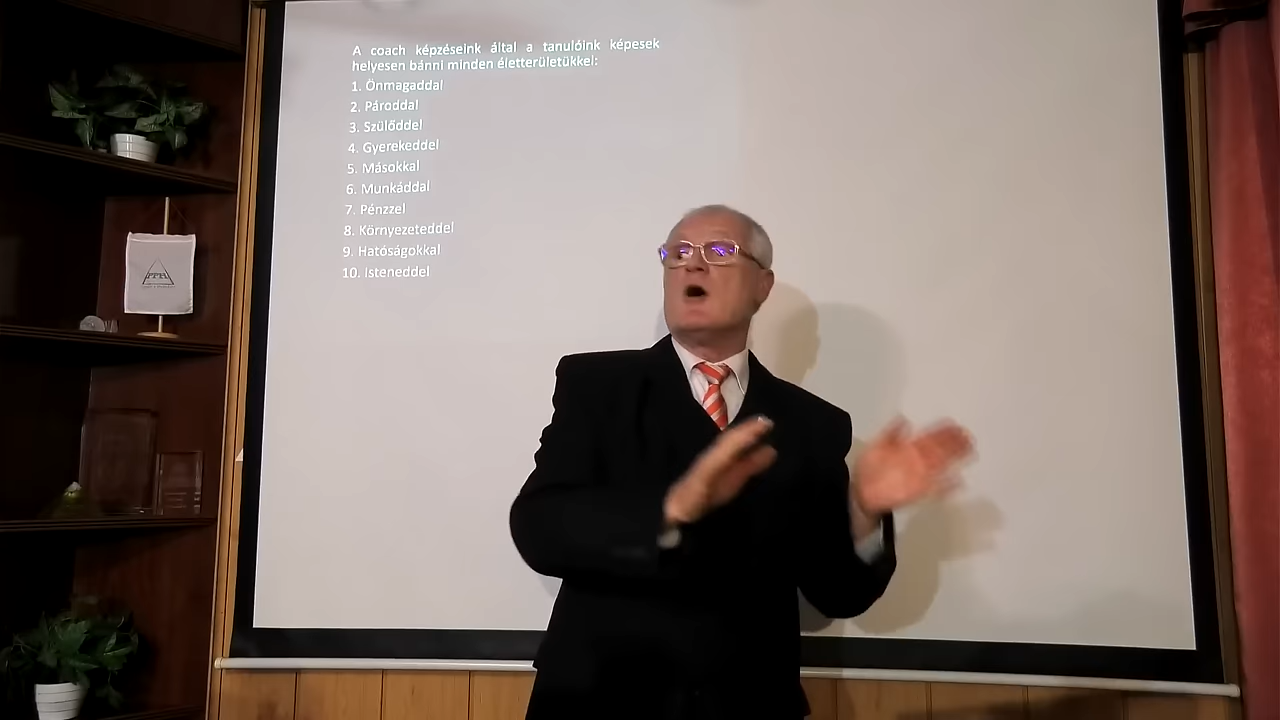 A coach képzéseink által a tanulóink képesek
helyesen bánni minden életterületükkel:
1. Önmagaddal
2. Pároddal
3. Szülőddel
4. Gyerekeddel
5. Másokkal
6. Munkáddal
7. Pénzzel
8. Környezeteddel
9. Hatóságokkal
10. Isteneddel